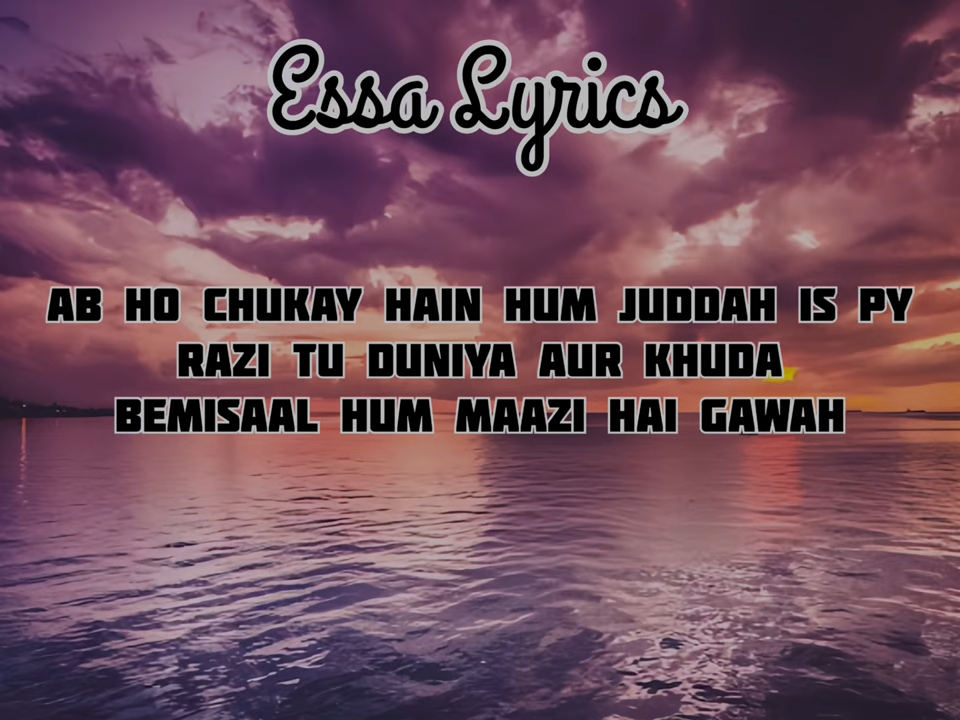 Essa Lyrics
AB HO CHUKAY HAIN HUM JUDDAH IS PY
RAZI TU DUNIYA AUR KHUDA
BEMISAAL HUM MAAZI HAI GAWAH